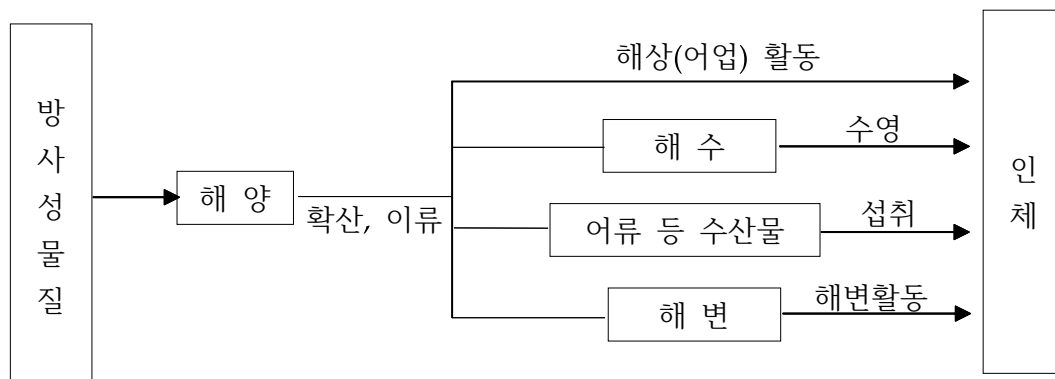 방사성물질
해 양
확산, 이류
해상(어업) 활동
해 수
수영
어류 등 수산물
섭취
해 변
해변활동
인체